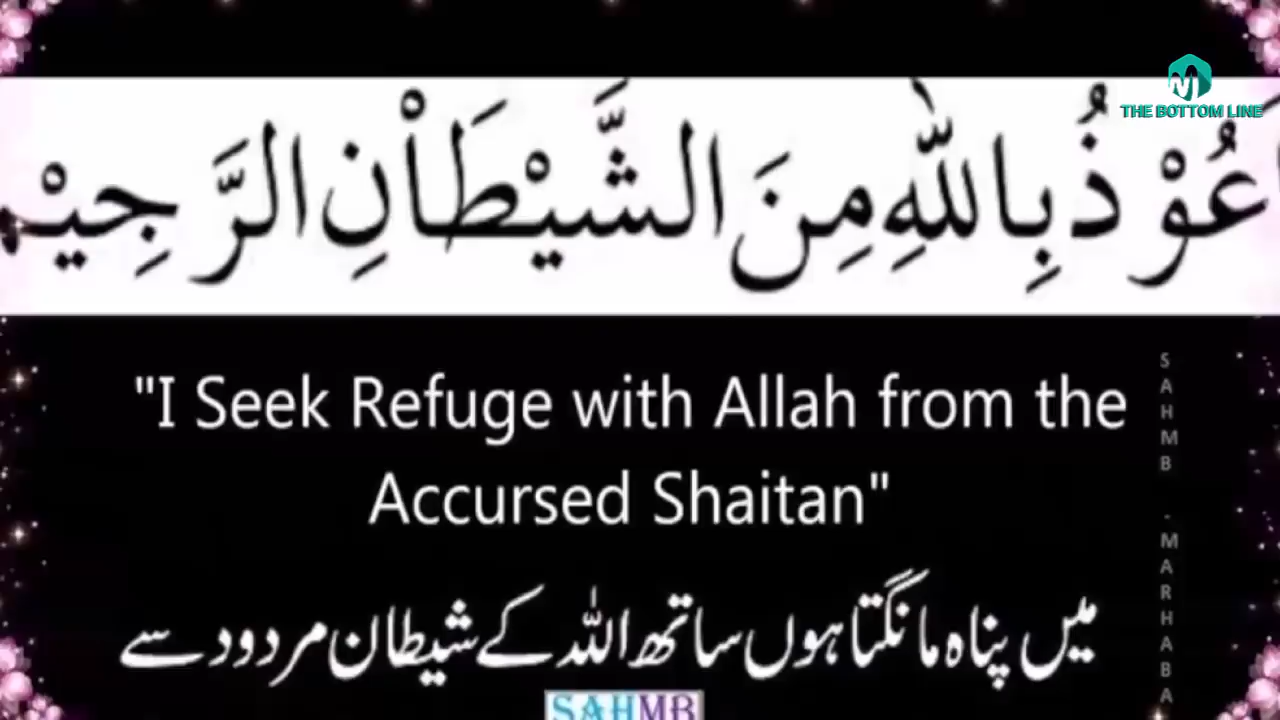 THE BOTTOM LINE
اَعُوْذُ بِاللّٰهِ مِنَ الشَّيْطَاْنِ الرَّجِيْم
"I Seek Refuge with Allah from the
Accursed Shaitan"
میں پناہ مانگتا ہوں ساتھ اللہ کے شیطان مردود سے
SAHMB - MARHABA
SAHMB